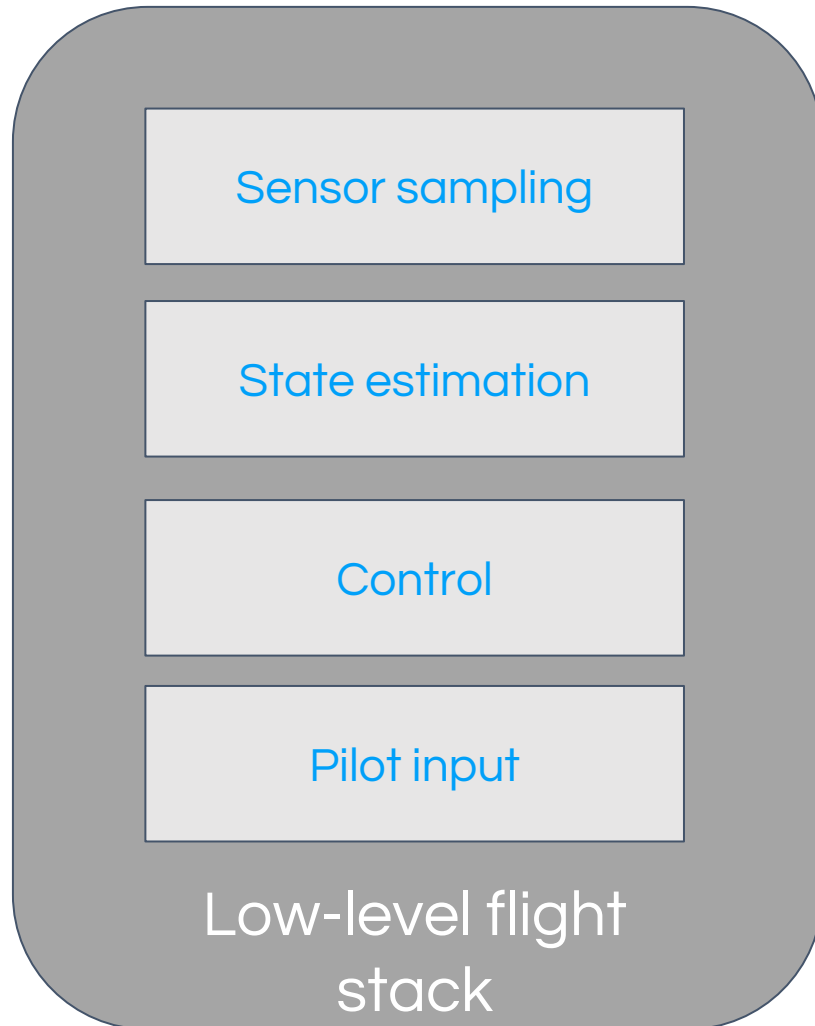 Sensor sampling
State estimation
Control
Pilot input
Low-level flight
stack